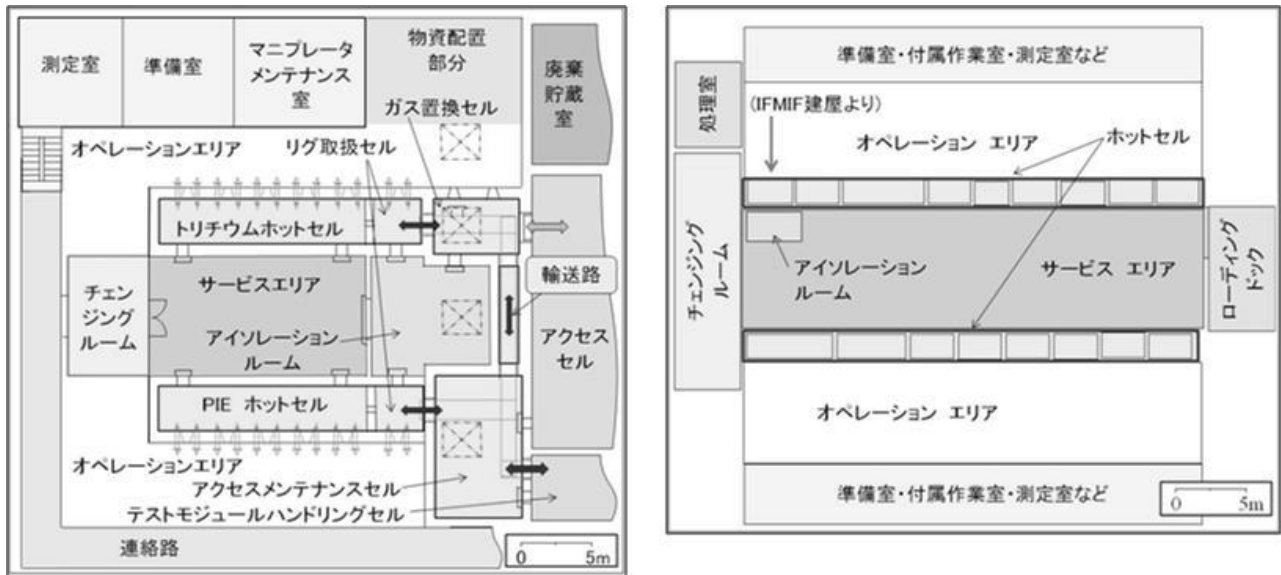 測定室
準備室
マニプレータ
メンテナンス
室
物資配置
部分
廃棄
貯蔵
室
ガス置換セル
オペレーションエリア
リグ取扱セル
トリチウムホットセル
輸送路
チェン
ジング
ルーム
サービスエリア
アイソレーション
ルーム
アクセス
セル
PIE ホットセル
オペレーションエリア
アクセスメンテナンスセル
テストモジュールハンドリングセル
連絡路
0 5m
準備室・付属作業室・測定室など
処理室
(IFMIF建屋より)
オペレーション エリア
ホットセル
チェンジング
ルーム
アイソレーション
ルーム
サービス エリア
ローディング
ドック
オペレーション エリア
準備室・付属作業室・測定室など
0 5m